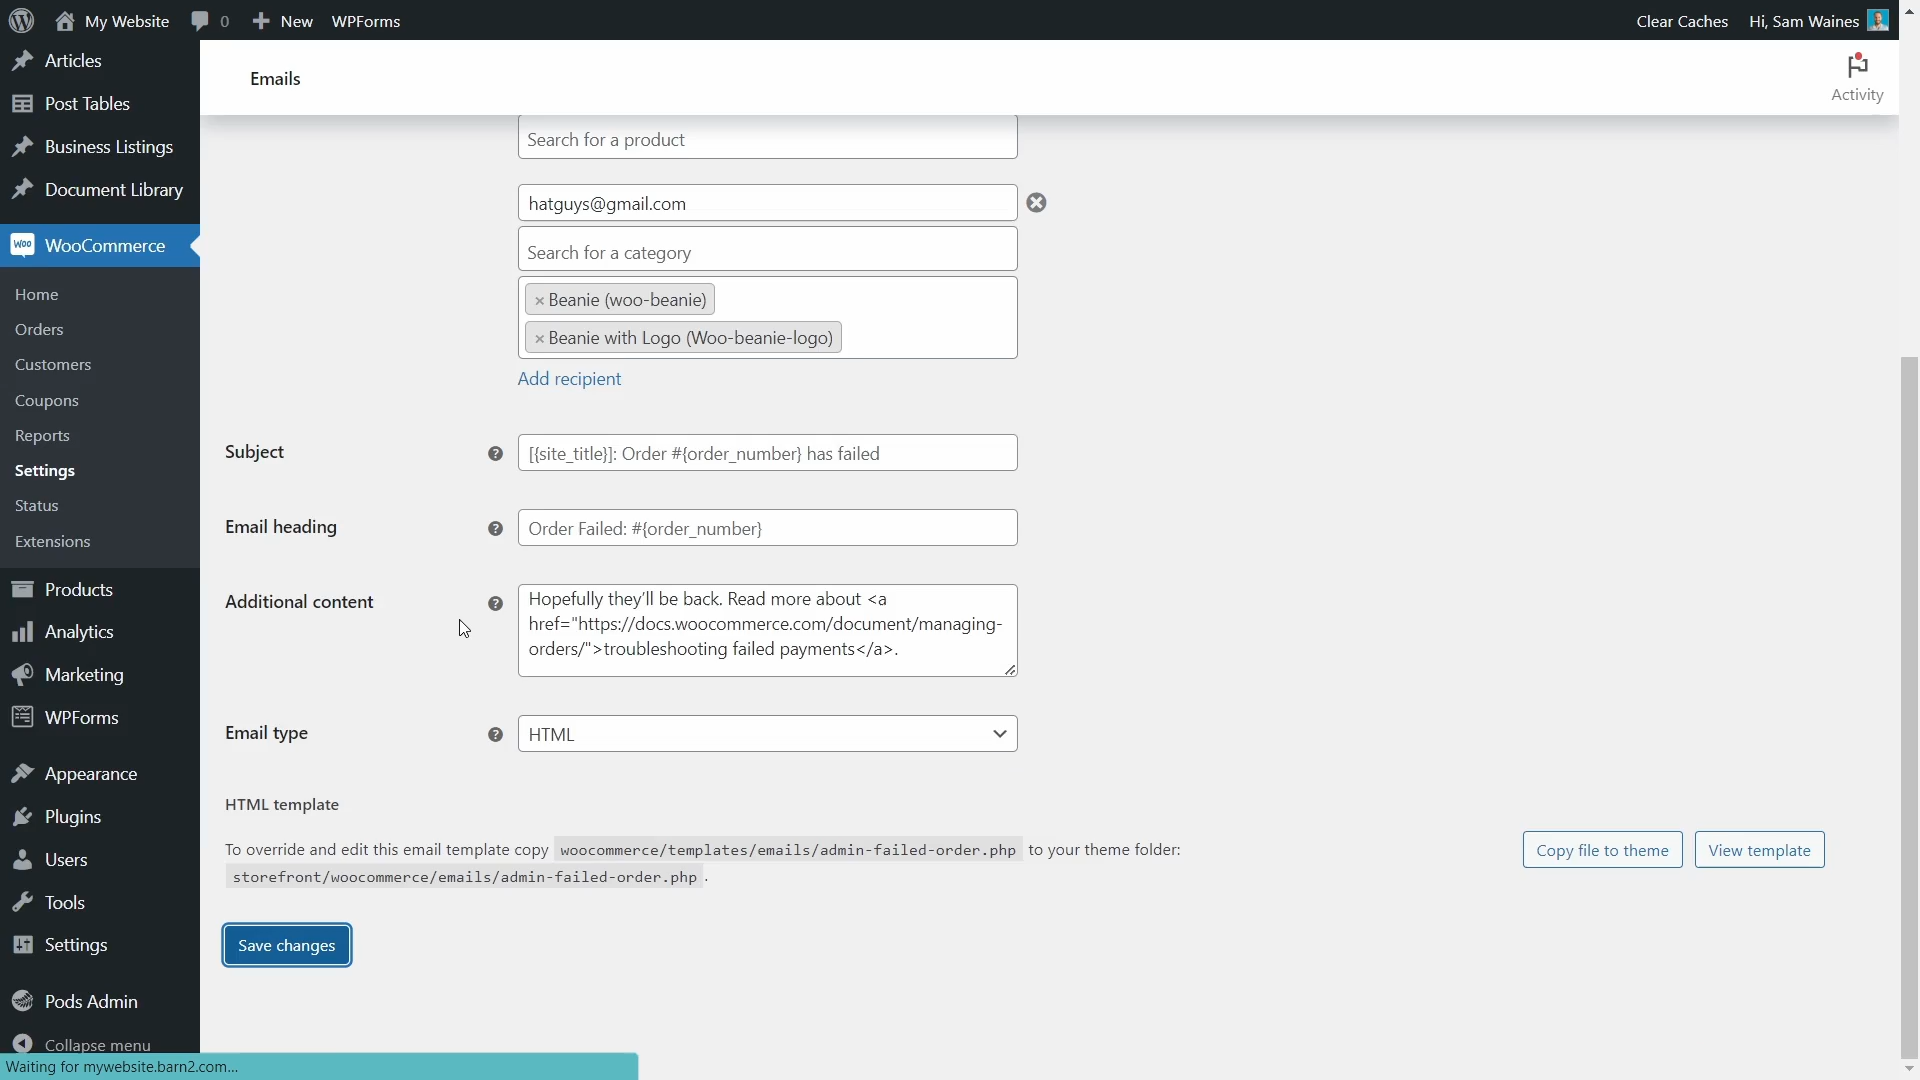 My Website
0
New
WPForms
Clear Caches
Hi, Sam Waines
Articles
Post Tables
Business Listings
Document Library
WOO
WooCommerce
Home
Orders
Customers
Coupons
Reports
Settings
Status
Extensions
Products
Analytics
Marketing
WPForms
Appearance
Plugins
Users
Tools
Settings
Pods Admin
Collapse menu
Waiting for mywebsite.barn2.com...
Emails
Activity
Search for a product
hatguys@gmail.com
Search for a category
× Beanie (woo-beanie)
× Beanie with Logo (Woo-beanie-logo)
Add recipient
Subject
[{site_title}]: Order #{order_number} has failed
Email heading
Order Failed: #{order_number}
Additional content
Hopefully they'll be back. Read more about <a
href="https://docs.woocommerce.com/document/managing-
orders/">troubleshooting failed payments</a>.
Email type
HTML
HTML template
To override and edit this email template copy woocommerce/templates/emails/admin-failed-order.php to your theme folder:
storefront/woocommerce/emails/admin-failed-order.php .
Copy file to theme
View template
Save changes